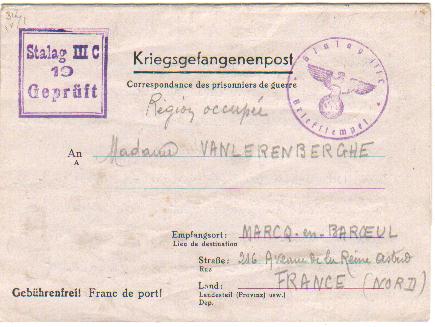 Stalag III C
19
Geprüft
Kriegsgefangenenpost
Correspondance des prisonniers de guerre
Stalag III C
Briefstempel
Région occupée
An Madame VANLERENBERGHE
A
Empfangsort: MARCQ-en-BARŒUL
Lieu de destination
Straße: 216 Avenue de la Reine Astrid
Rue
Land: FRANCE (NORD)
Gebührenfrei! Franc de port!
Landesteil (Provinz) usw.)
Dép.